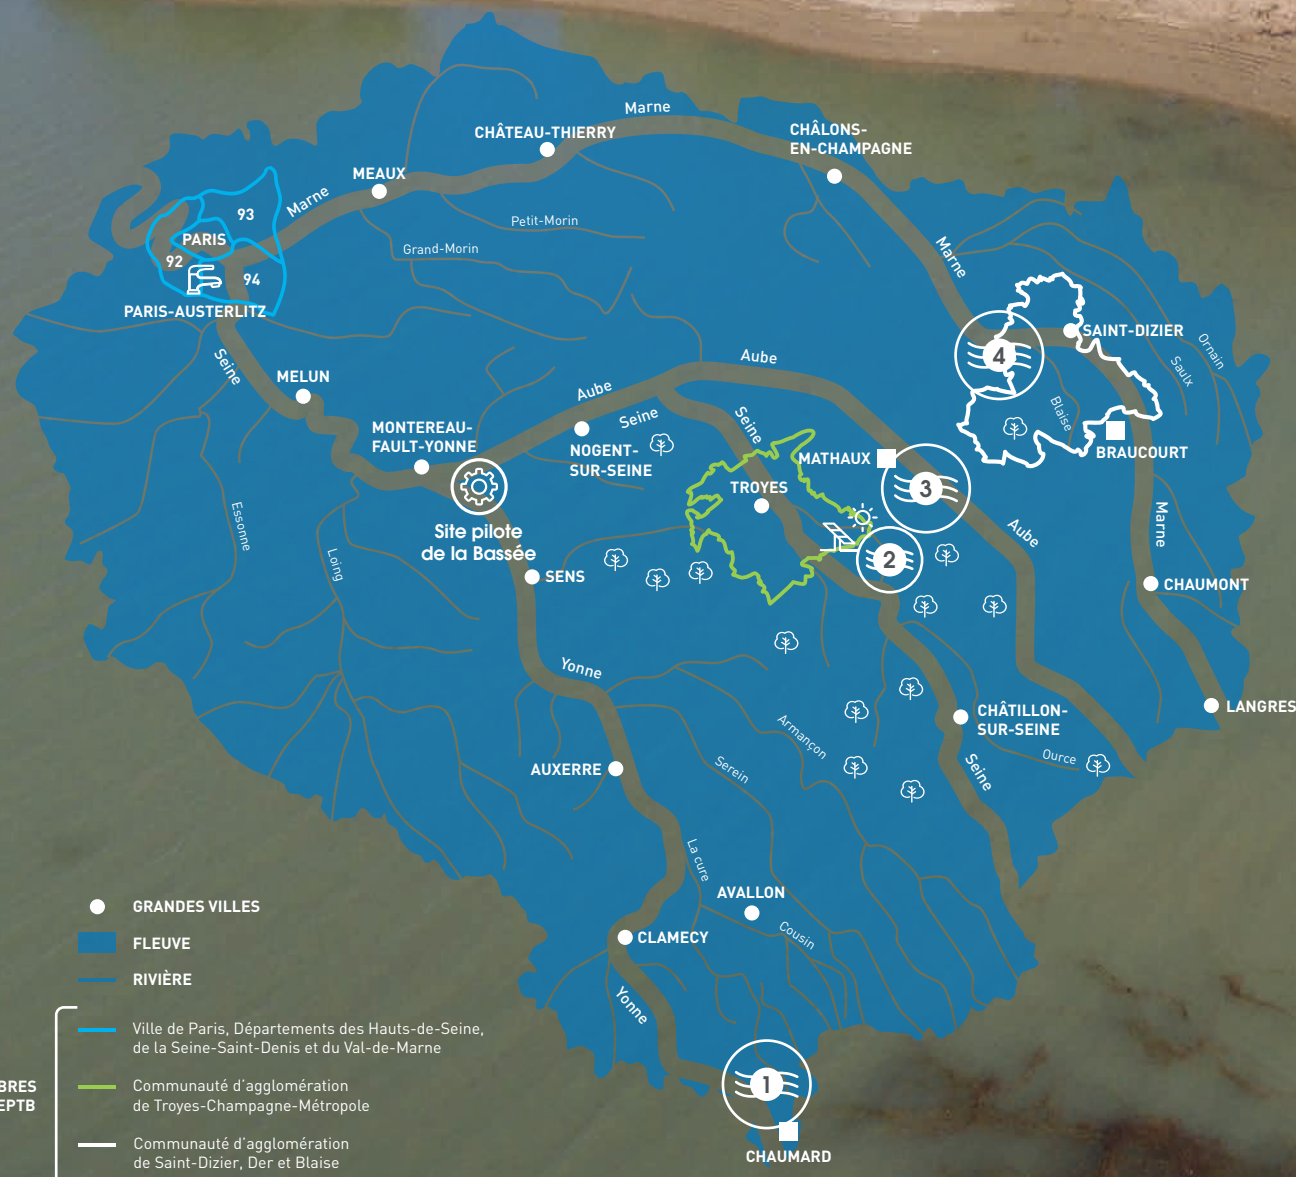 Marne
CHÂTEAU-THIERRY
CHÂLONS-
EN-CHAMPAGNE
MEAUX
Marne
93
Petit-Morin
PARIS
Grand-Morin
92
94
Marne
PARIS-AUSTERLITZ
SAINT-DIZIER
4
Ornain
Saulx
Seine
Aube
MELUN
Aube
Blaise
Seine
Seine
MONTEREAU-
FAULT-YONNE
NOGENT-
SUR-SEINE
MATHAUX
BRAUCOURT
TROYES
3
Site pilote
de la Bassée
Essonne
Aube
Marne
Loing
2
SENS
CHAUMONT
Yonne
LANGRES
CHÂTILLON-
SUR-SEINE
Armançon
Ource
AUXERRE
Serein
Seine
La cure
AVALLON
Cousin
CLAMECY
Yonne
1
CHAUMARD
GRANDES VILLES
FLEUVE
RIVIÈRE
Ville de Paris, Départements des Hauts-de-Seine,
de la Seine-Saint-Denis et du Val-de-Marne
BRES
EPTB
Communauté d'agglomération
de Troyes-Champagne-Métropole
Communauté d'agglomération
de Saint-Dizier, Der et Blaise